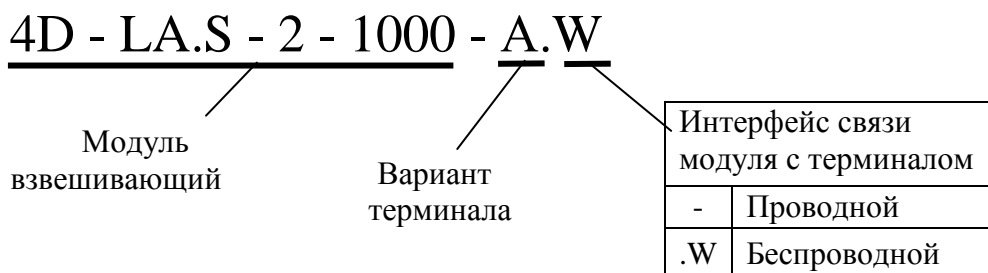 4D - LA.S - 2 - 1000 - A.W
Модуль
взвешивающий
Вариант
терминала
Интерфейс связи
модуля с терминалом
- Проводной
.W Беспроводной